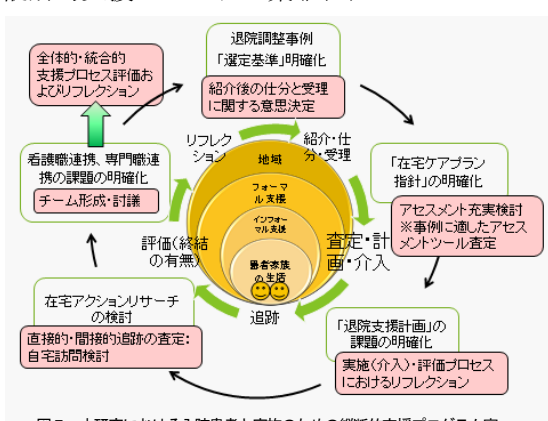 退院調整事例
「選定基準」明確化
紹介後の仕分と受理
に関する意思決定
全体的・統合的
支援プロセス評価お
よびリフレクション
看護職連携、専門職連
携の課題の明確化
チーム形成・討議
リフレク
ション
紹介・仕
分・受理
地域
フォーマ
ル支援
インフォー
マル支援
患者家族
の生活
「在宅ケアプラン
指針」の明確化
アセスメント充実検討
※事例に適したアセス
メントツール査定
評価(終結
の有無)
査定・計
画・介入
追跡
在宅アクションリサーチ
の検討
直接的・間接的追跡の査定:
自宅訪問検討
「退院支援計画」の
課題の明確化
実施(介入)・評価プロセス
におけるリフレクション